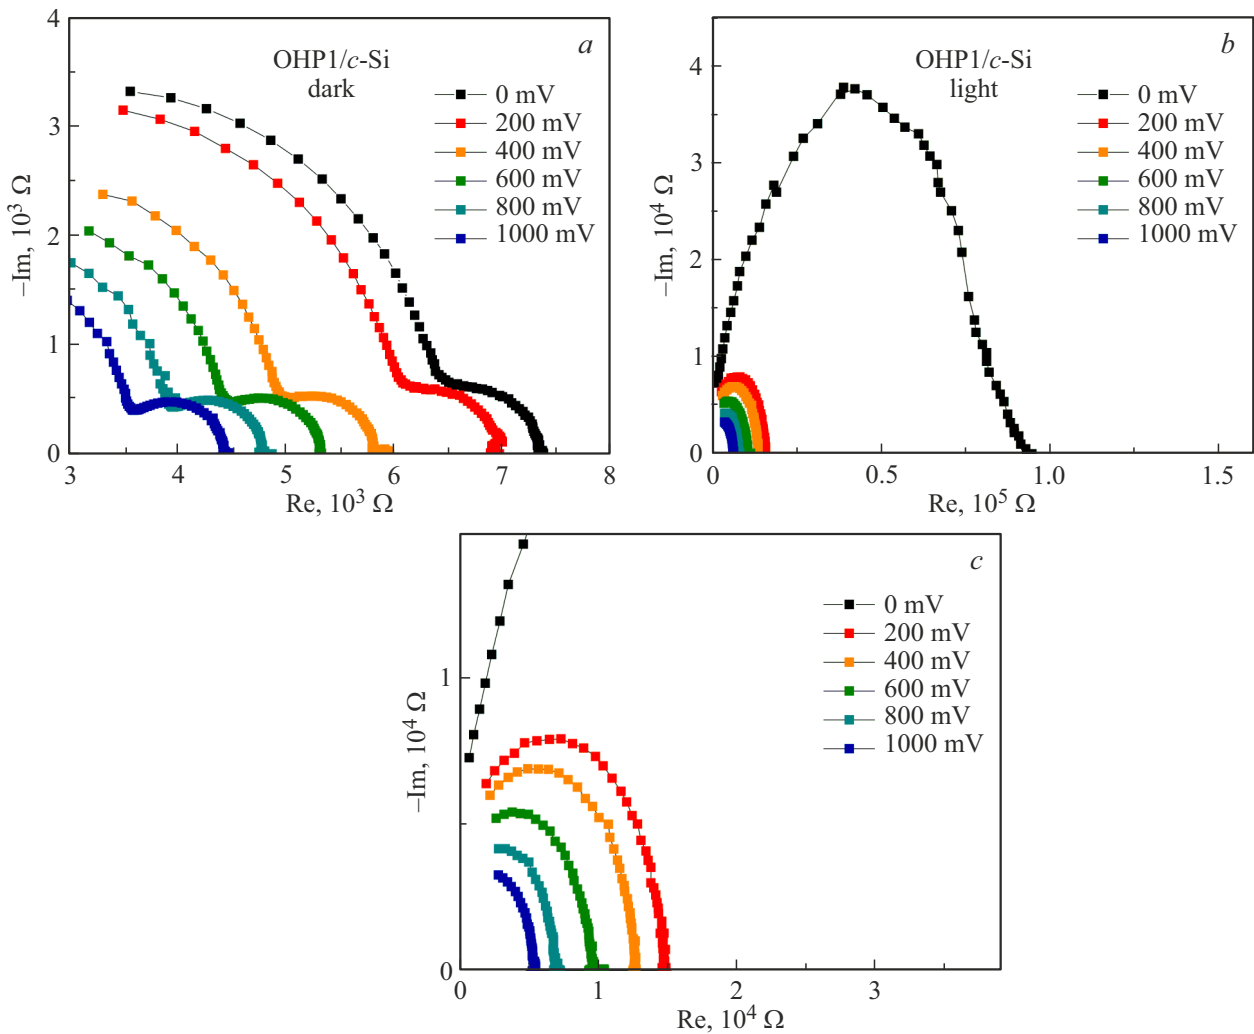 a
OHP1/c-Si
dark
0 mV
200 mV
400 mV
600 mV
800 mV
1000 mV
–Im, 10³ Ω
4
3
2
1
0
3 4 5 6 7 8
Re, 10³ Ω
b
OHP1/c-Si
light
0 mV
200 mV
400 mV
600 mV
800 mV
1000 mV
–Im, 10⁴ Ω
4
3
2
1
0
0 0.5 1.0 1.5
Re, 10⁵ Ω
c
0 mV
200 mV
400 mV
600 mV
800 mV
1000 mV
–Im, 10⁴ Ω
1
0
0 1 2 3
Re, 10⁴ Ω